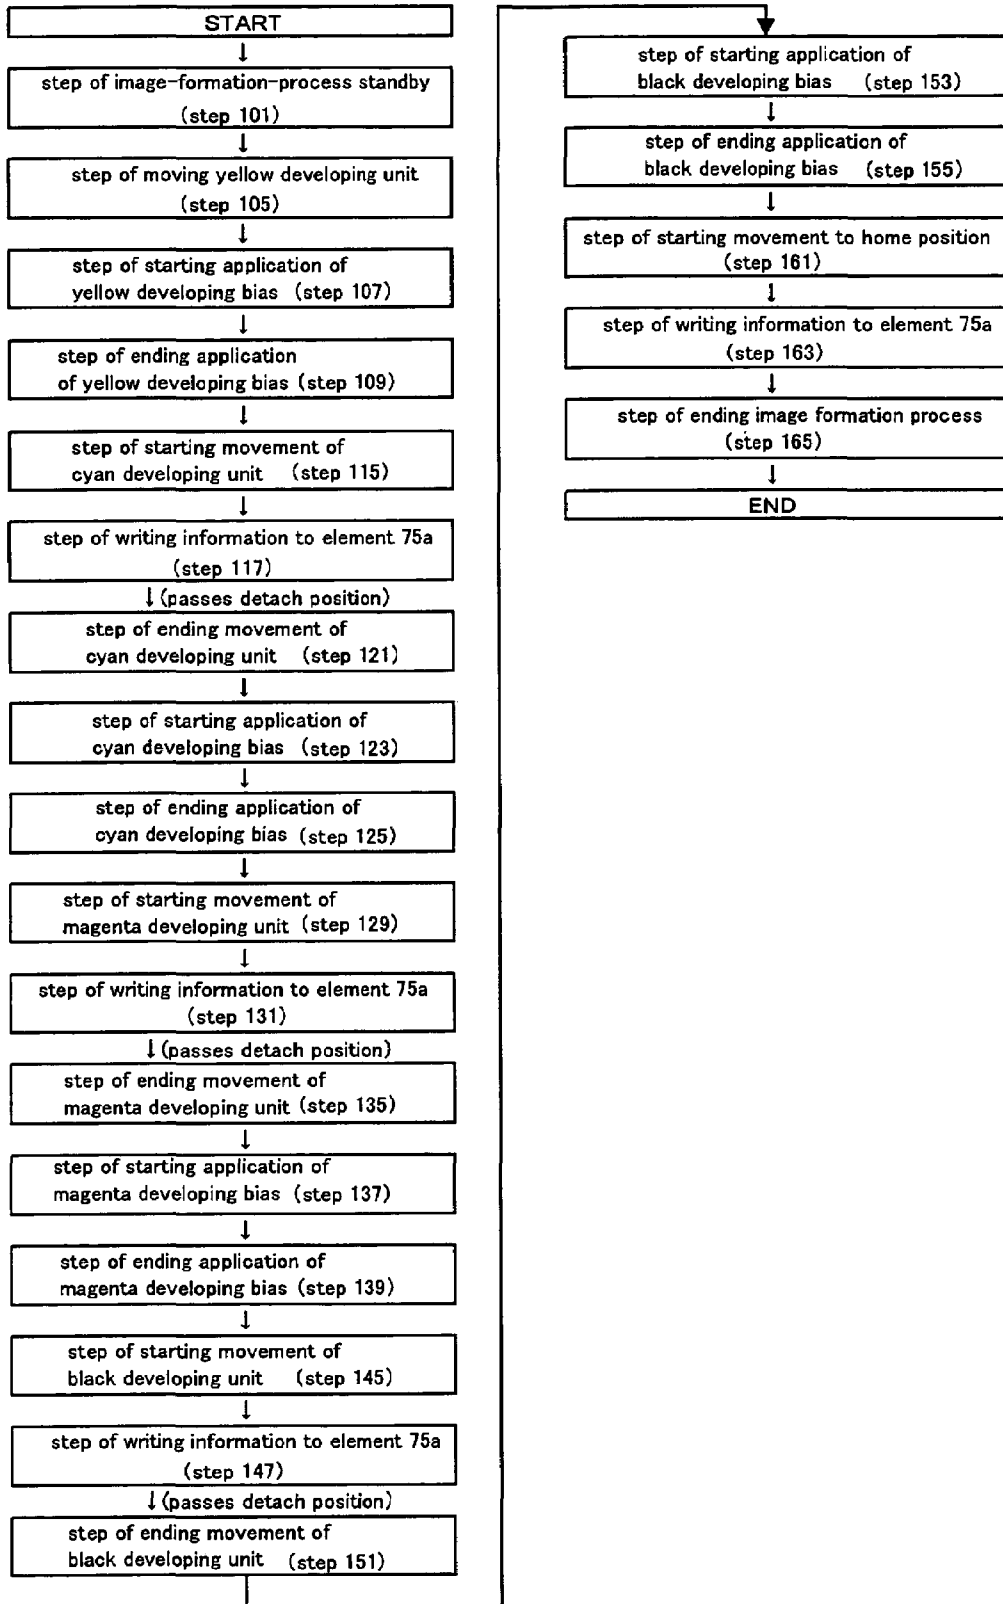 START
↓
step of image-formation-process standby
(step 101)
↓
step of moving yellow developing unit
(step 105)
↓
step of starting application of
yellow developing bias (step 107)
↓
step of ending application
of yellow developing bias (step 109)
↓
step of starting movement of
cyan developing unit (step 115)
↓
step of writing information to element 75a
(step 117)
↓(passes detach position)
step of ending movement of
cyan developing unit (step 121)
↓
step of starting application of
cyan developing bias (step 123)
↓
step of ending application of
cyan developing bias (step 125)
↓
step of starting movement of
magenta developing unit (step 129)
↓
step of writing information to element 75a
(step 131)
↓(passes detach position)
step of ending movement of
magenta developing unit (step 135)
↓
step of starting application of
magenta developing bias (step 137)
↓
step of ending application of
magenta developing bias (step 139)
↓
step of starting movement of
black developing unit (step 145)
↓
step of writing information to element 75a
(step 147)
↓(passes detach position)
step of ending movement of
black developing unit (step 151)
step of starting application of
black developing bias (step 153)
↓
step of ending application of
black developing bias (step 155)
↓
step of starting movement to home position
(step 161)
↓
step of writing information to element 75a
(step 163)
↓
step of ending image formation process
(step 165)
↓
END